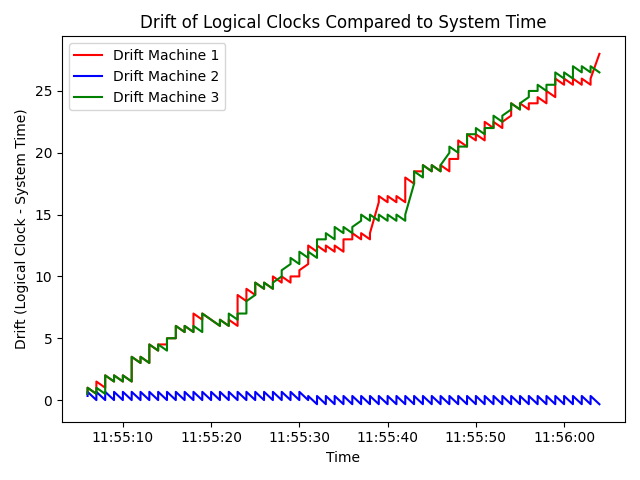 Drift of Logical Clocks Compared to System Time
Drift Machine 1
Drift Machine 2
Drift Machine 3
Drift (Logical Clock - System Time)
25
20
15
10
5
0
11:55:10 11:55:20 11:55:30 11:55:40 11:55:50 11:56:00
Time